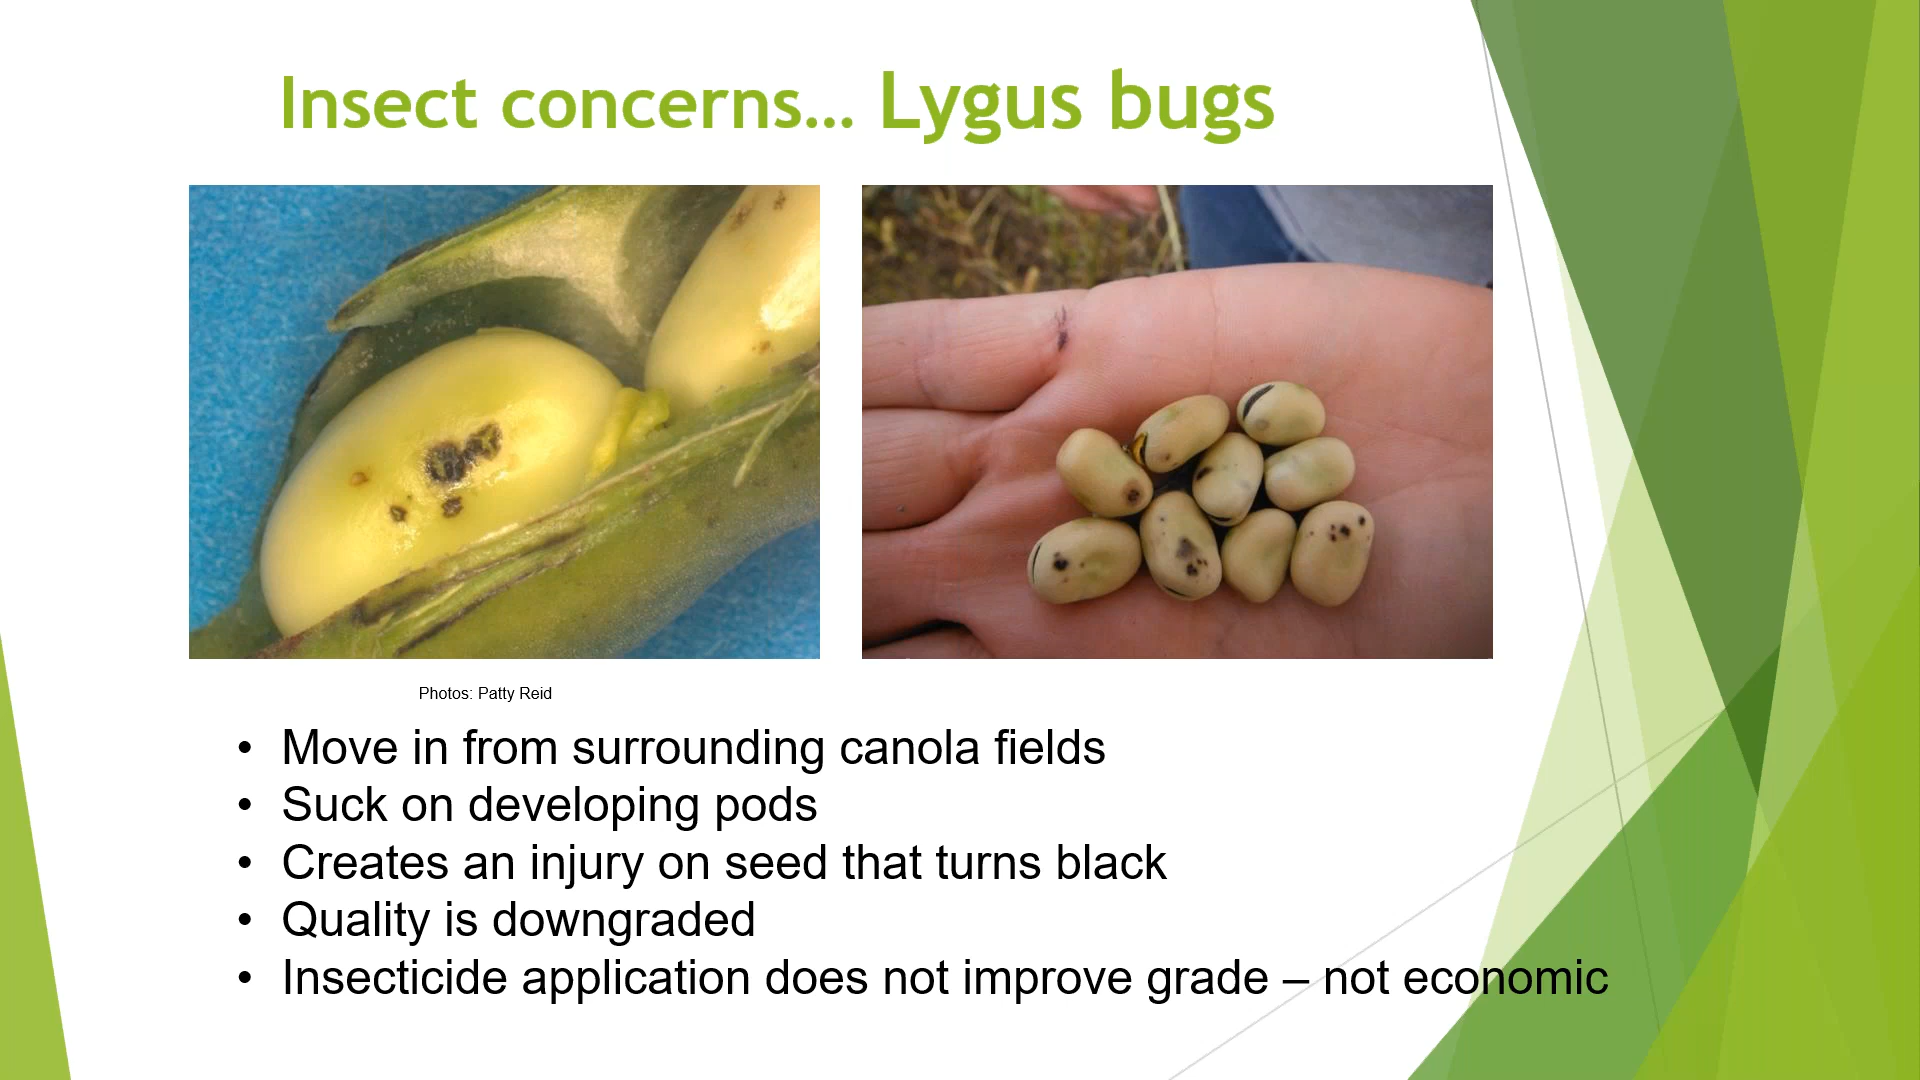 Insect concerns... Lygus bugs
Photos: Patty Reid
• Move in from surrounding canola fields
• Suck on developing pods
• Creates an injury on seed that turns black
• Quality is downgraded
• Insecticide application does not improve grade – not economic